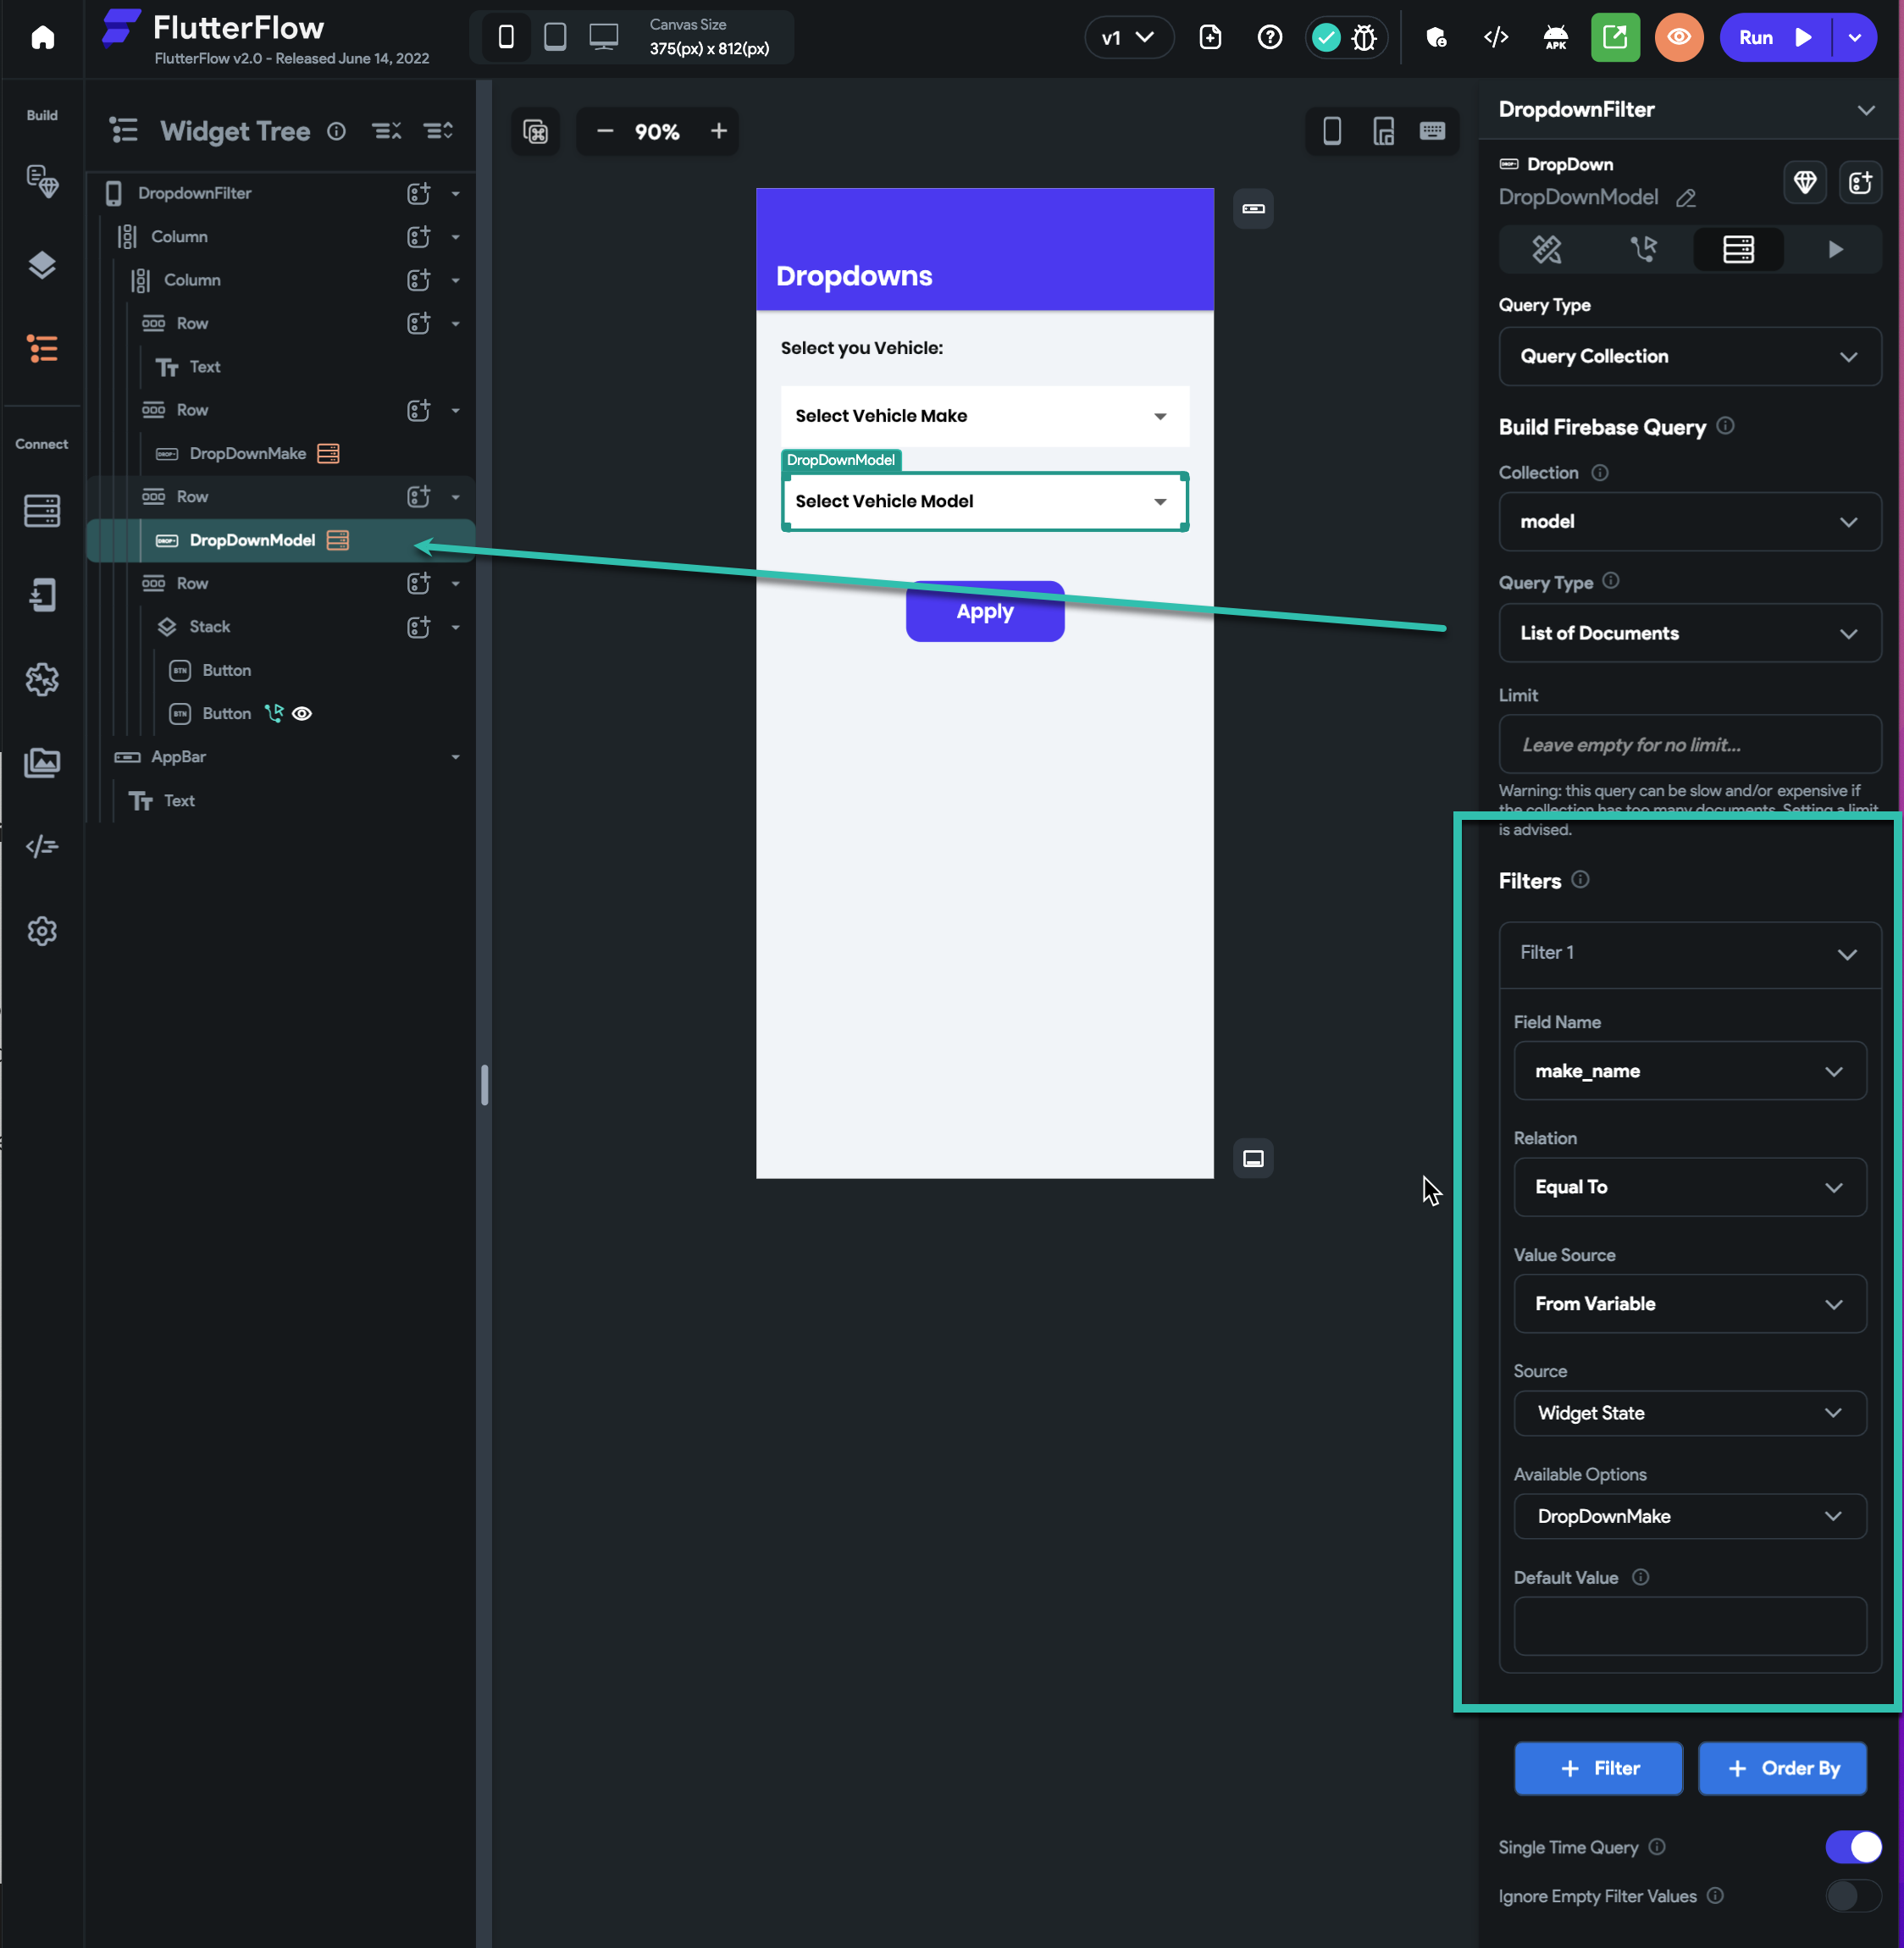 FlutterFlow
FlutterFlow v2.0 - Released June 14, 2022
Canvas Size
375(px) x 812(px)
v1
APK
Run
Build
Connect
Widget Tree
DropdownFilter
Column
Column
Row
Text
Row
DropDownMake
Row
DropDownModel
Row
Stack
BTN Button
BTN Button
AppBar
Text
90%
Dropdowns
Select you Vehicle:
Select Vehicle Make
DropDownModel
Select Vehicle Model
Apply
DropdownFilter
DropDown
DropDownModel
Query Type
Query Collection
Build Firebase Query
Collection
model
Query Type
List of Documents
Limit
Leave empty for no limit...
Warning: this query can be slow and/or expensive if
the collection has too many documents. Setting a limit
is advised.
Filters
Filter 1
Field Name
make_name
Relation
Equal To
Value Source
From Variable
Source
Widget State
Available Options
DropDownMake
Default Value
+ Filter
+ Order By
Single Time Query
Ignore Empty Filter Values